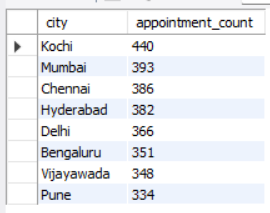 city appointment_count
Kochi 440
Mumbai 393
Chennai 386
Hyderabad 382
Delhi 366
Bengaluru 351
Vijayawada 348
Pune 334